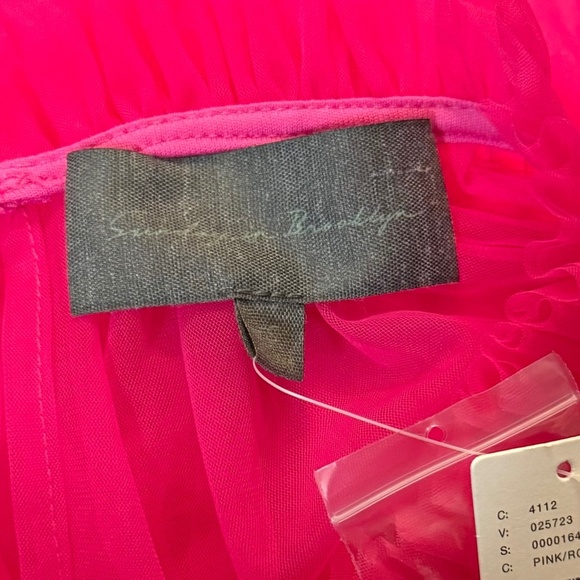 Sunday in Brooklyn
C: 4112
V: 025723
S: 0000164
C: PINK/RO